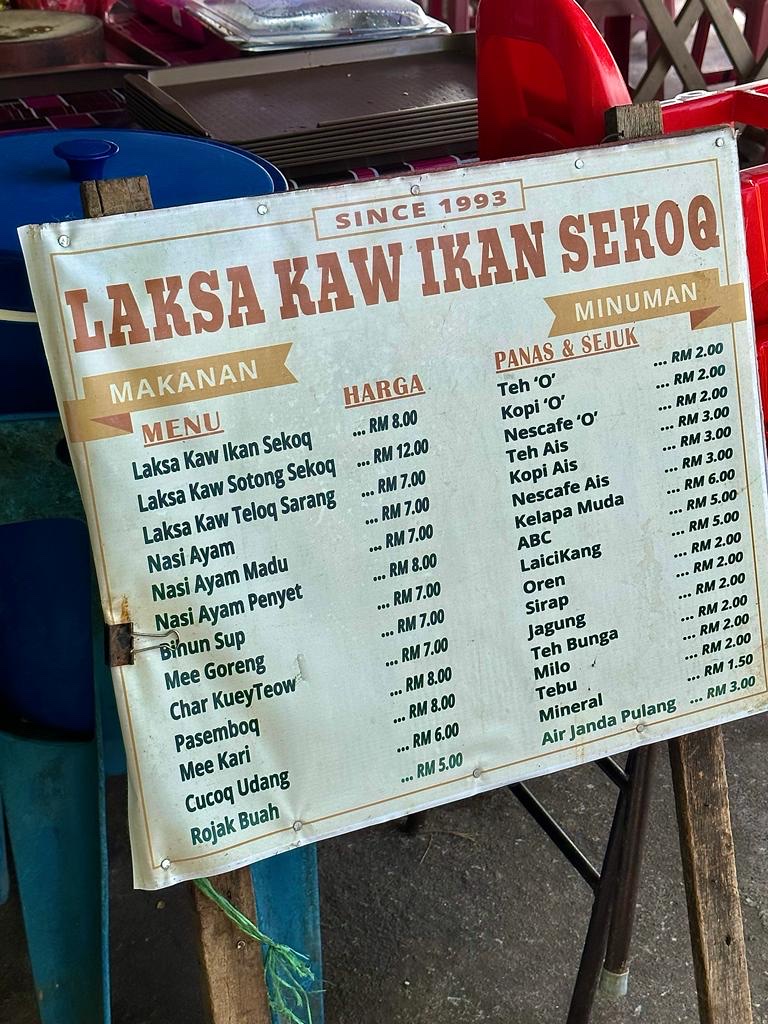 SINCE 1993
LAKSA KAW IKAN SEKOQ
MAKANAN
MENU HARGA
Laksa Kaw Ikan Sekoq ... RM 8.00
Laksa Kaw Sotong Sekoq ... RM 12.00
Laksa Kaw Teloq Sarang ... RM 7.00
Nasi Ayam ... RM 7.00
Nasi Ayam Madu ... RM 7.00
Nasi Ayam Penyet ... RM 8.00
Bihun Sup ... RM 7.00
Mee Goreng ... RM 7.00
Char KueyTeow ... RM 7.00
Pasemboq ... RM 8.00
Mee Kari ... RM 8.00
Cucoq Udang ... RM 6.00
Rojak Buah ... RM 5.00
MINUMAN
PANAS & SEJUK
Teh ‘O’ ... RM 2.00
Kopi ‘O’ ... RM 2.00
Nescafe ‘O’ ... RM 2.00
Teh Ais ... RM 3.00
Kopi Ais ... RM 3.00
Nescafe Ais ... RM 3.00
Kelapa Muda ... RM 6.00
ABC ... RM 5.00
LaiciKang ... RM 5.00
Oren ... RM 2.00
Sirap ... RM 2.00
Jagung ... RM 2.00
Teh Bunga ... RM 2.00
Milo ... RM 2.00
Tebu ... RM 2.00
Mineral ... RM 1.50
Air Janda Pulang ... RM 3.00